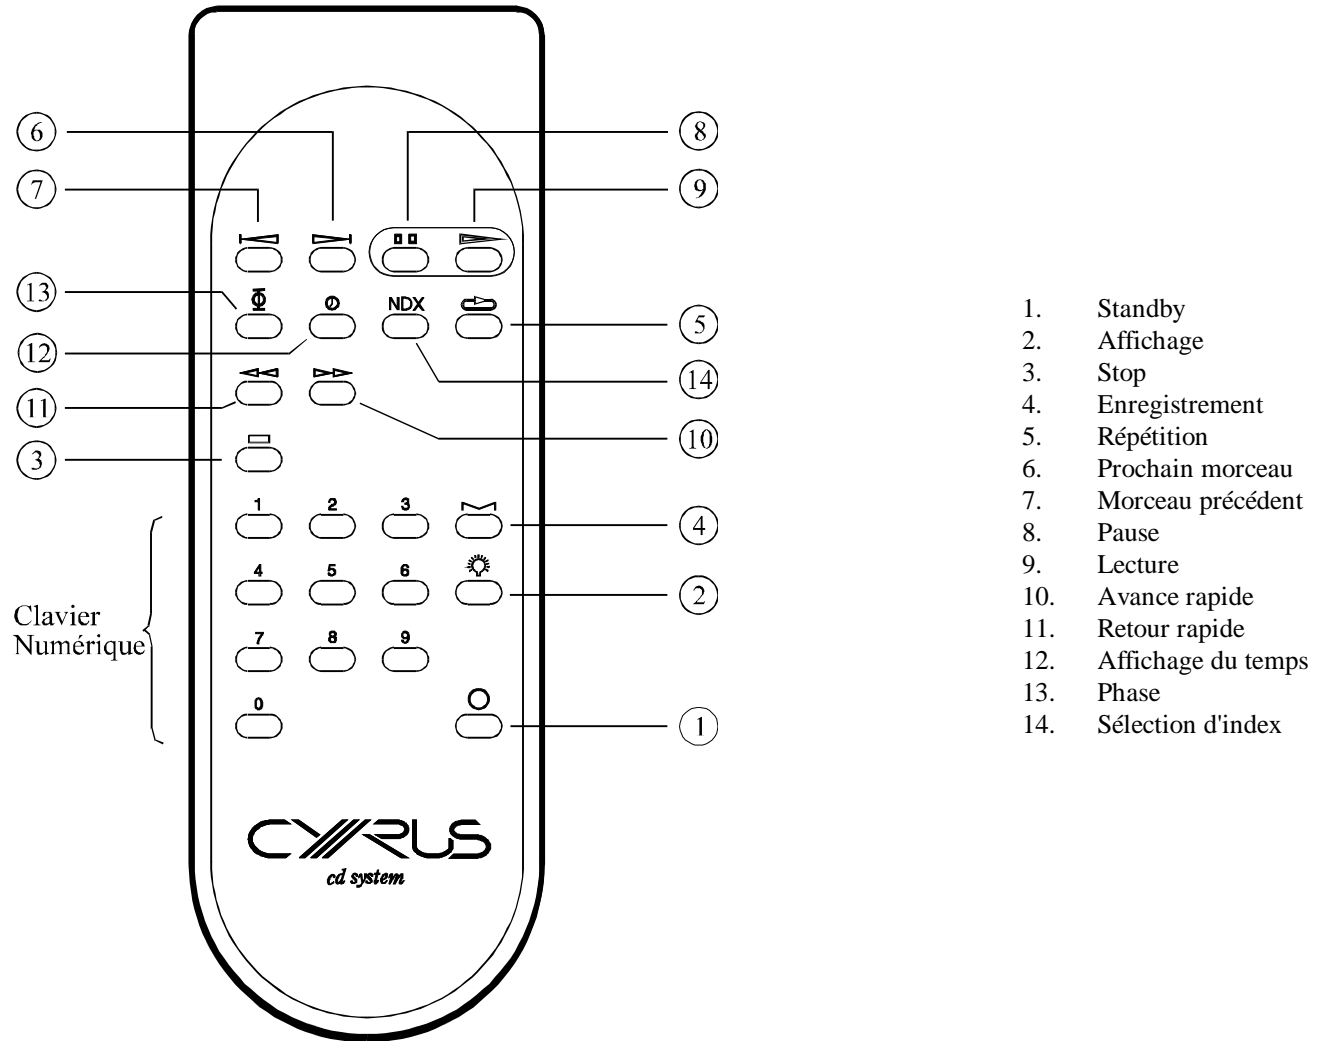 6
8
7
9
13
NDX
5
12
14
11
10
3
1 2 3
4
4 5 6
2
Clavier
Numérique
7 8 9
0
1
CYRUS
cd system
1. Standby
2. Affichage
3. Stop
4. Enregistrement
5. Répétition
6. Prochain morceau
7. Morceau précédent
8. Pause
9. Lecture
10. Avance rapide
11. Retour rapide
12. Affichage du temps
13. Phase
14. Sélection d'index